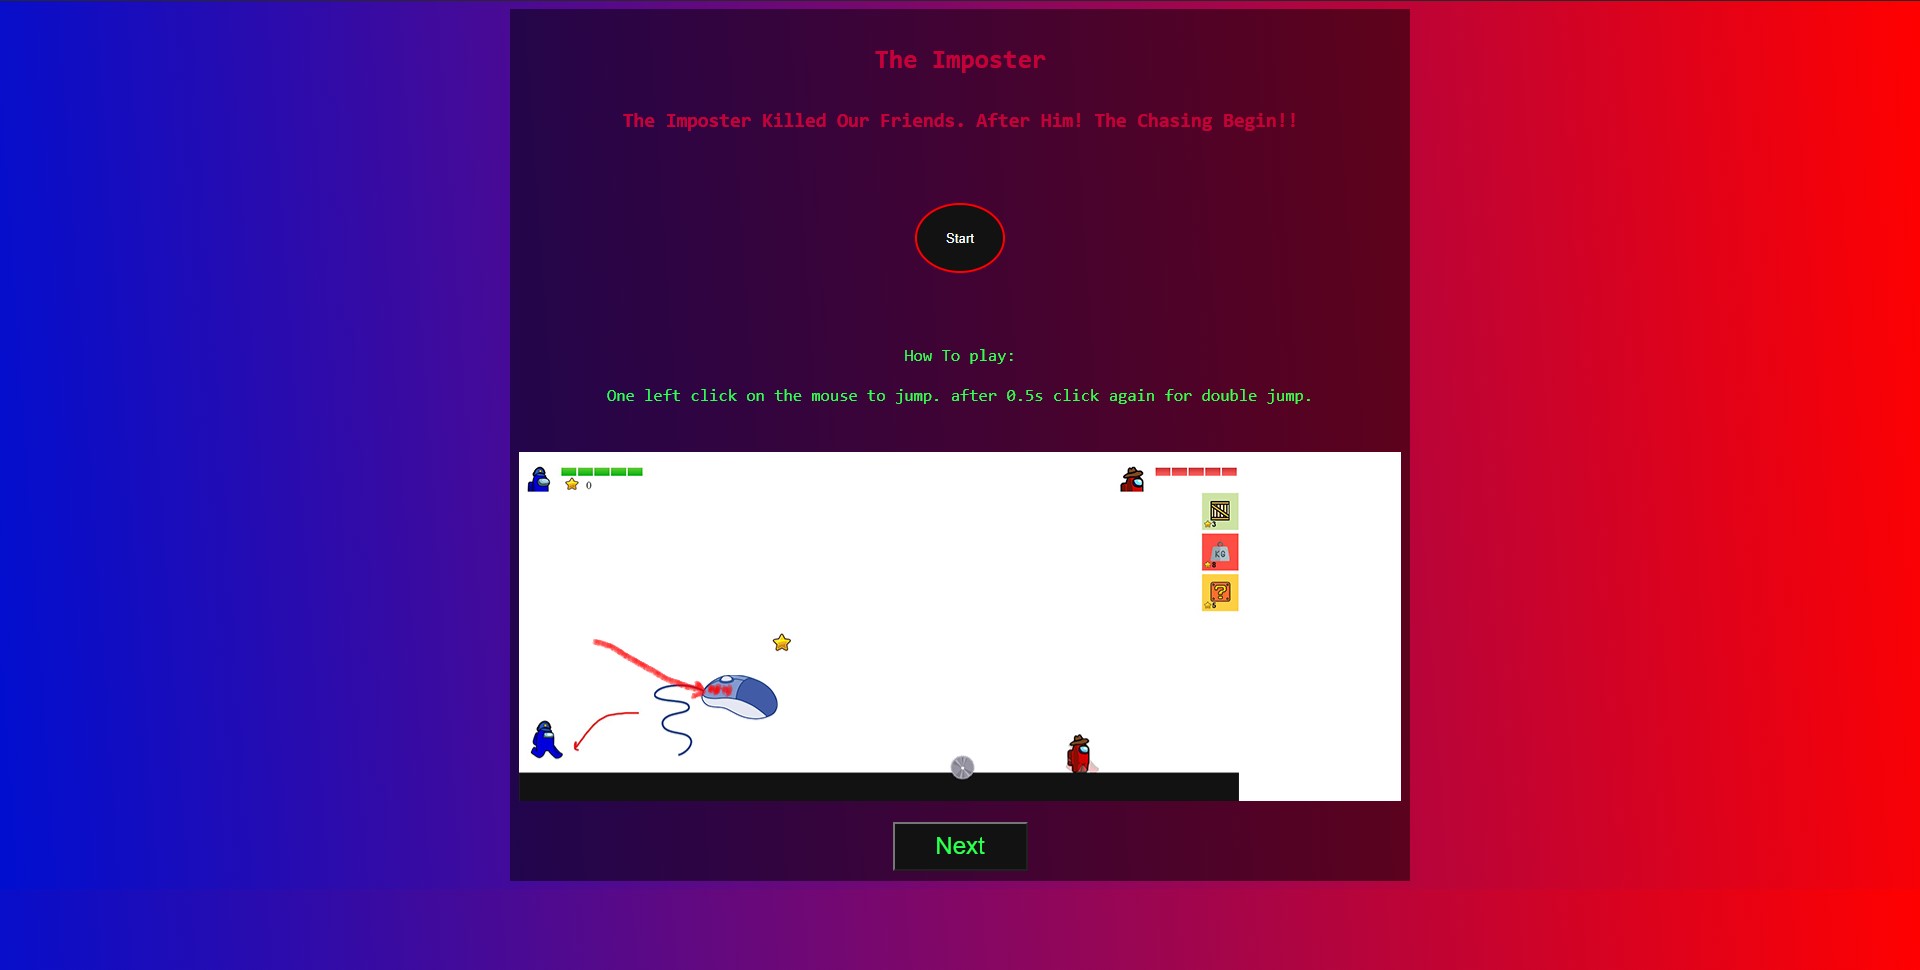 The Imposter
The Imposter Killed Our Friends. After Him! The Chasing Begin!!
Start
How To play:
One left click on the mouse to jump. after 0.5s click again for double jump.
0
3
KG
8
?
5
Next